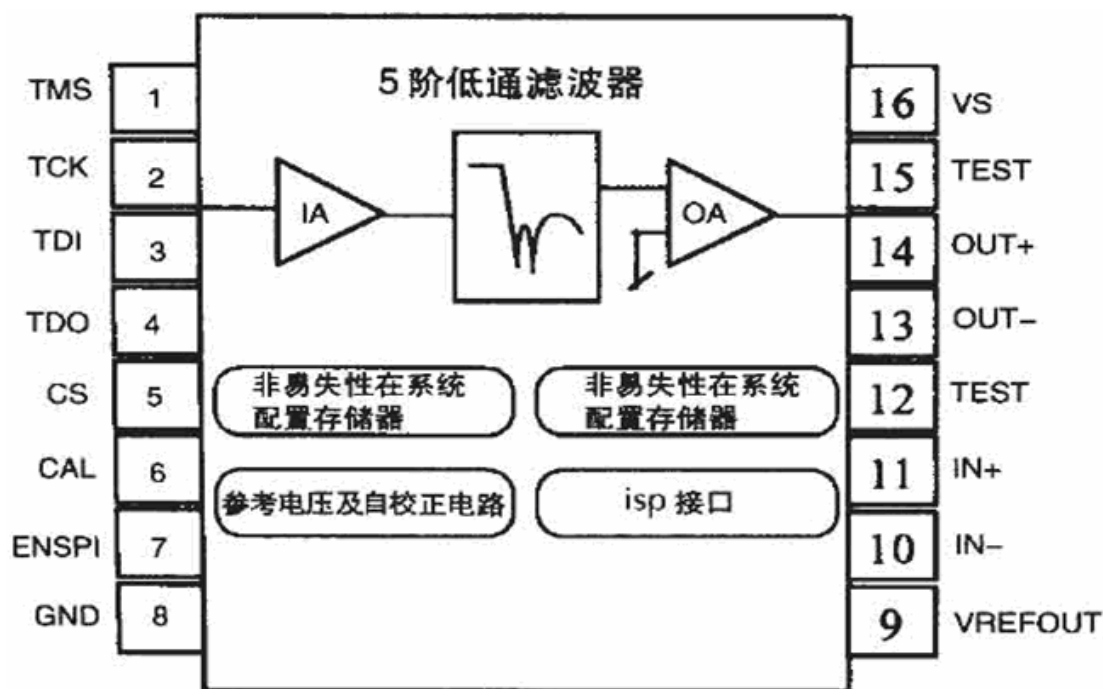 5阶低通滤波器
TMS 1
TCK 2
TDI 3
TDO 4
CS 5
CAL 6
ENSPI 7
GND 8
IA
OA
非易失性在系统
配置存储器
非易失性在系统
配置存储器
参考电压及自校正电路
isp 接口
16 VS
15 TEST
14 OUT+
13 OUT−
12 TEST
11 IN+
10 IN−
9 VREFOUT